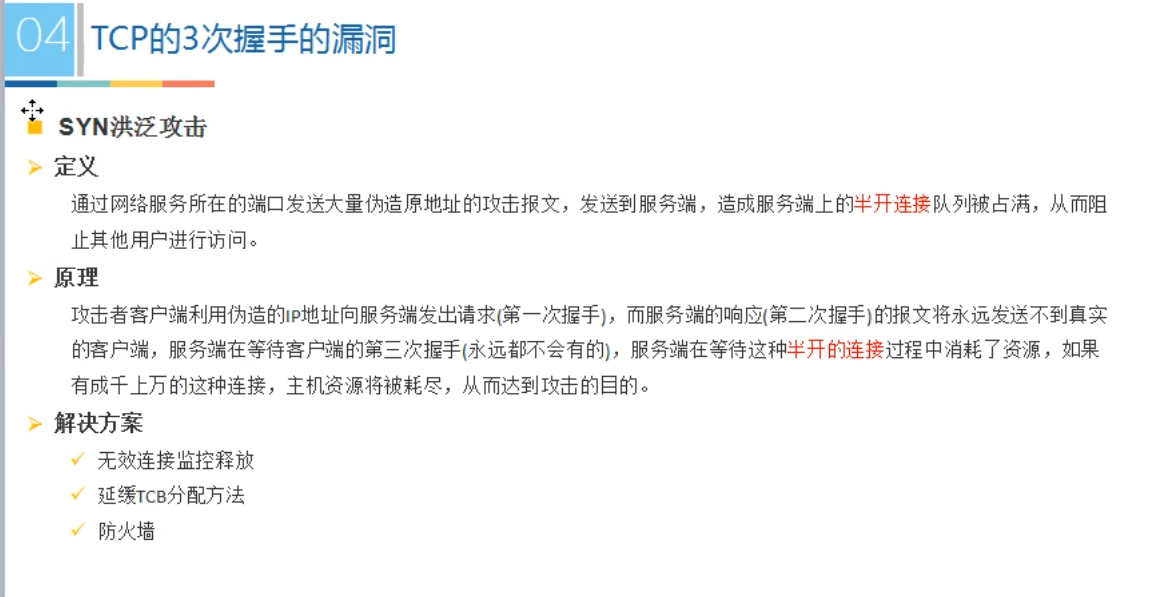 04 TCP的3次握手的漏洞
SYN洪泛攻击
定义
通过网络服务所在的端口发送大量伪造原地址的攻击报文，发送到服务端，造成服务端上的半开连接队列被占满，从而阻
止其他用户进行访问。
原理
攻击者客户端利用伪造的IP地址向服务端发出请求(第一次握手)，而服务端的响应(第二次握手)的报文将永远发送不到真实
的客户端，服务端在等待客户端的第三次握手(永远都不会有的)，服务端在等待这种半开的连接过程中消耗了资源，如果
有成千上万的这种连接，主机资源将被耗尽，从而达到攻击的目的。
解决方案
无效连接监控释放
延缓TCB分配方法
防火墙